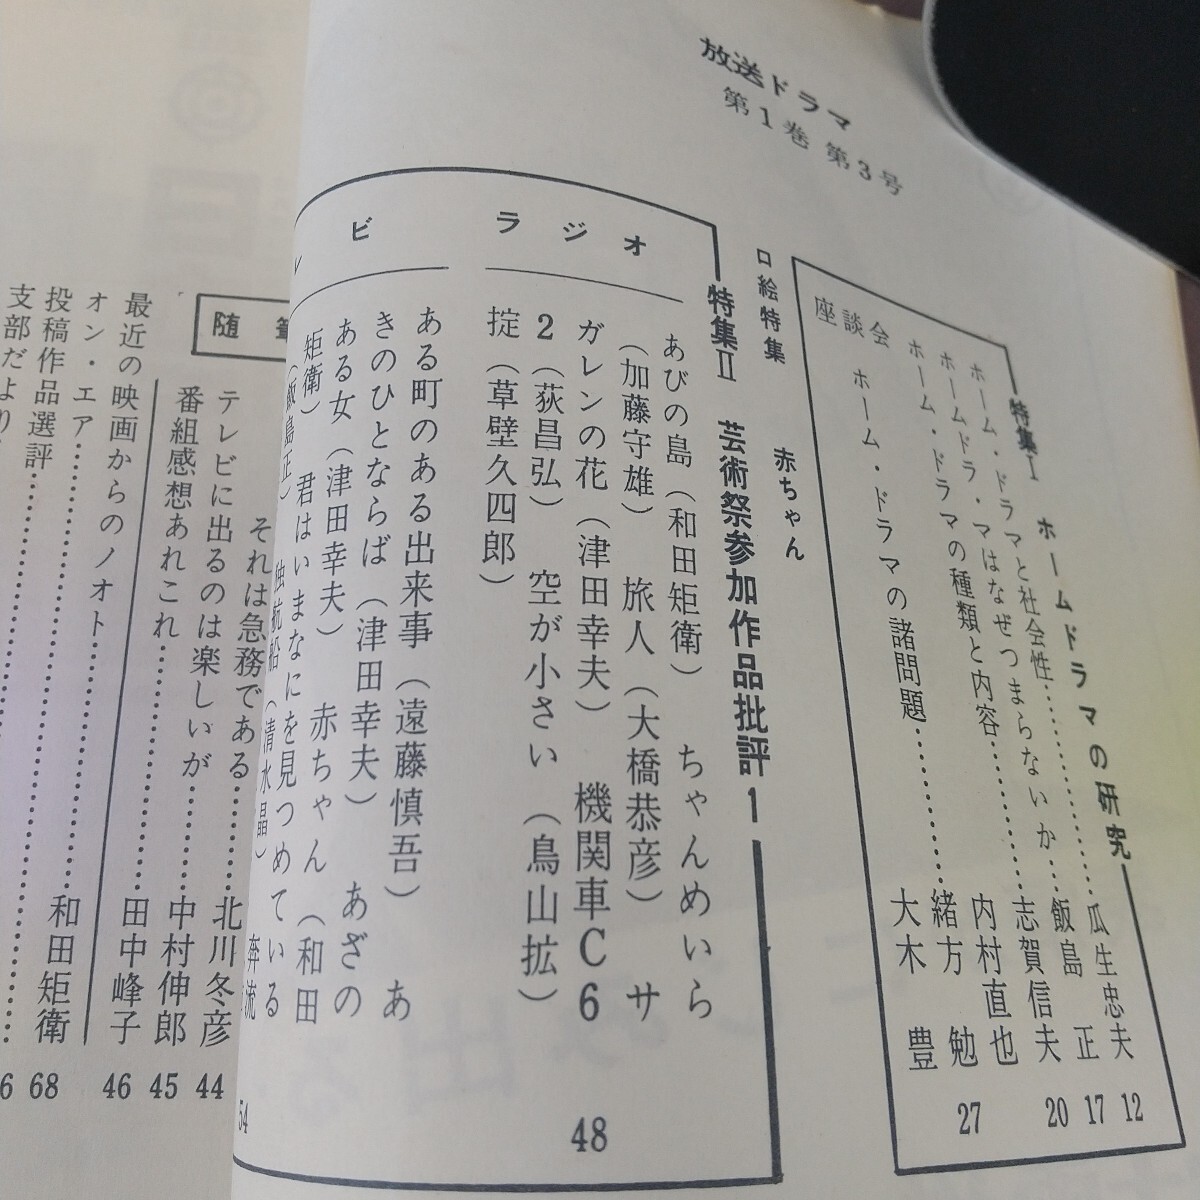 放送ドラマ
第1巻 第3号
特集Ⅰ ホームドラマの研究
ホーム・ドラマと社会性…………瓜生忠夫 12
ホームドラ・マはなぜつまらないか…飯島 正 17
ホーム・ドラマの種類と内容…………志賀信夫 20
座談会 ホーム・ドラマの諸問題…………
内村直也
緒方 勉
大木 豊
27
口絵特集 赤ちゃん
特集Ⅱ 芸術祭参加作品批評 1
ラジオ
あびの島(和田矩衛) ちゃんめいら
(加藤守雄) 旅人(大橋恭彦) サ
ガレンの花(津田幸夫) 機関車C6
2(荻昌弘) 空が小さい(鳥山拡)
掟(草壁久四郎)
48
レビ
ある町のある出来事(遠藤慎吾) あ
きのひとならば(津田幸夫) あざの
ある女(津田幸夫) 赤ちゃん(和田
矩衛) 君はいまなにを見つめている
(飯島正) 独航船(清水晶) 奔流
54
随筆
それは急務である…………北川冬彦 44
テレビに出るのは楽しいが…………中村伸郎 45
番組感想あれこれ…………田中峰子 46
最近の映画からのノオト…………和田矩衛 68
オン・エア…………
投稿作品選評…………6
支部だより